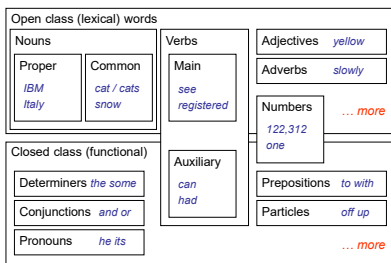 Open class (lexical) words
Nouns
Proper
IBM
Italy
Common
cat / cats
snow
Verbs
Main
see
registered
Adjectives yellow
Adverbs slowly
Numbers
122,312
one
... more
Closed class (functional)
Determiners the some
Conjunctions and or
Pronouns he its
Auxiliary
can
had
Prepositions to with
Particles off up
... more